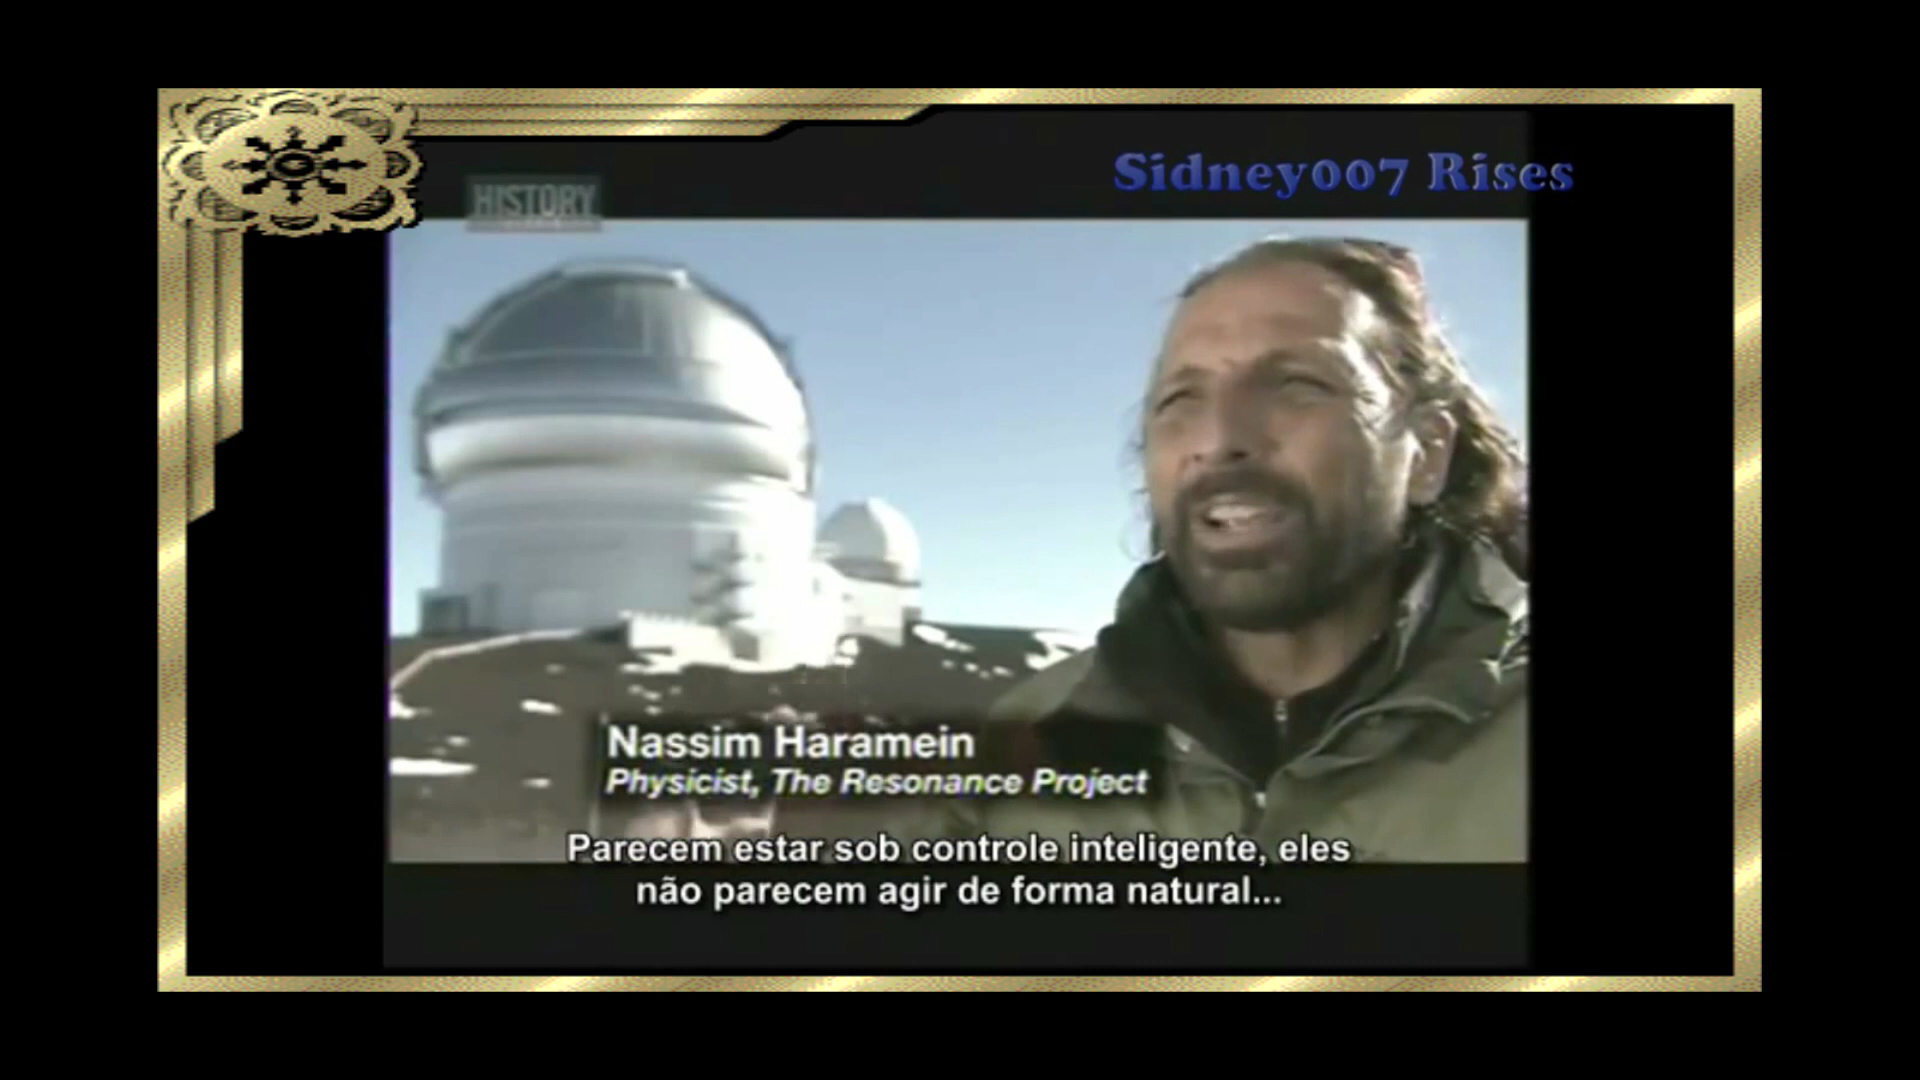 Sidney007 Rises
HISTORY
Nassim Haramein
Physicist, The Resonance Project
Parecem estar sob controle inteligente, eles
não parecem agir de forma natural...